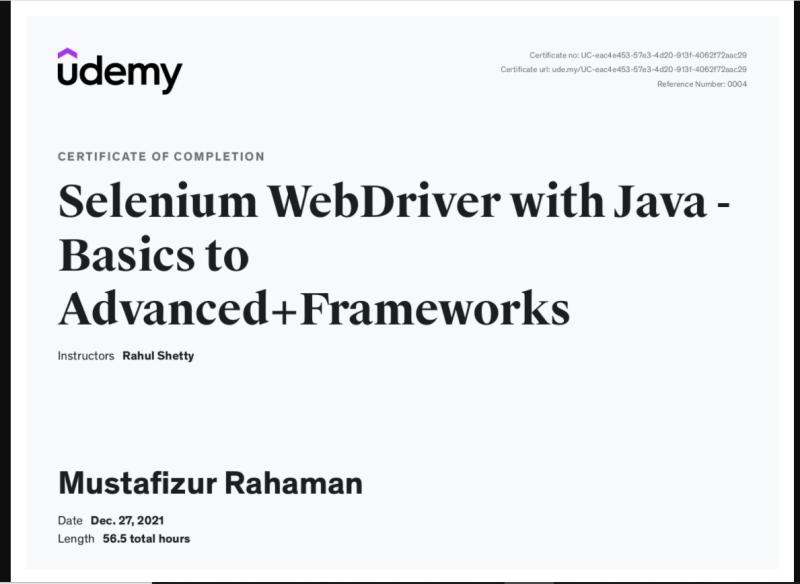 udemy
Certificate no: UC-eac4e453-57e3-4d20-913f-4062f72aac29
Certificate url: ude.my/UC-eac4e453-57e3-4d20-913f-4062f72aac29
Reference Number: 0004
CERTIFICATE OF COMPLETION
Selenium WebDriver with Java -
Basics to
Advanced+Frameworks
Instructors Rahul Shetty
Mustafizur Rahaman
Date Dec. 27, 2021
Length 56.5 total hours